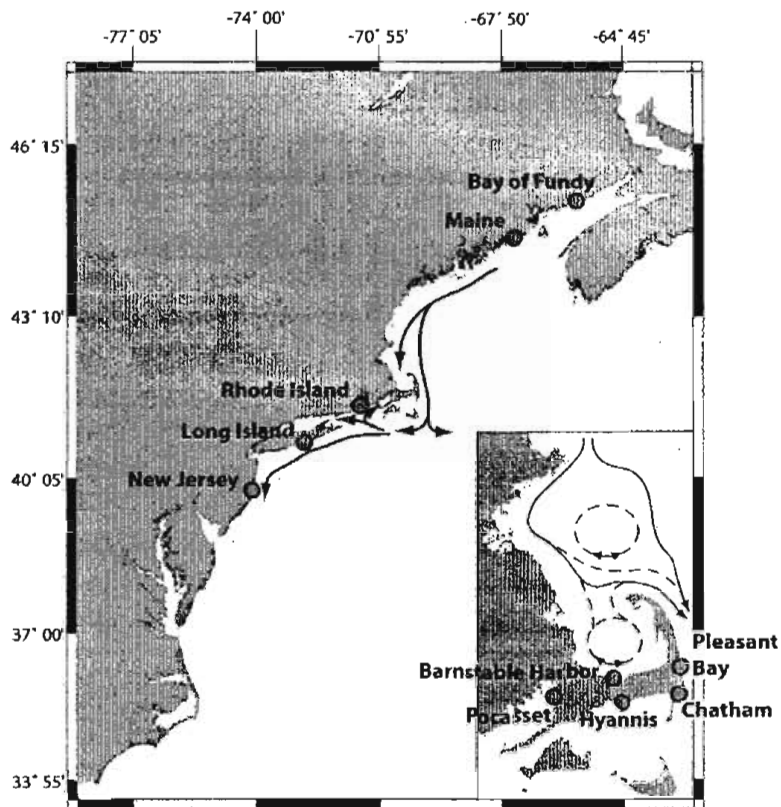 -77° 05'
-74° 00'
-70° 55'
-67° 50'
-64° 45'
46° 15'
Bay of Fundy
Maine
43° 10'
Rhode Island
Long Island
40° 05'
New Jersey
37° 00'
Pleasant
Bay
Barnstable Harbor
Pocasset
Hyannis
Chatham
33° 55'